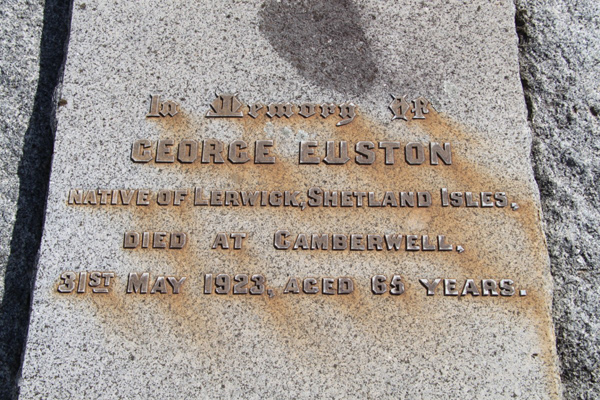 In Memory Of
GEORGE EUSTON
NATIVE OF LERWICK, SHETLAND ISLES,
DIED AT CAMBERWELL,
31ST MAY 1923, AGED 65 YEARS.